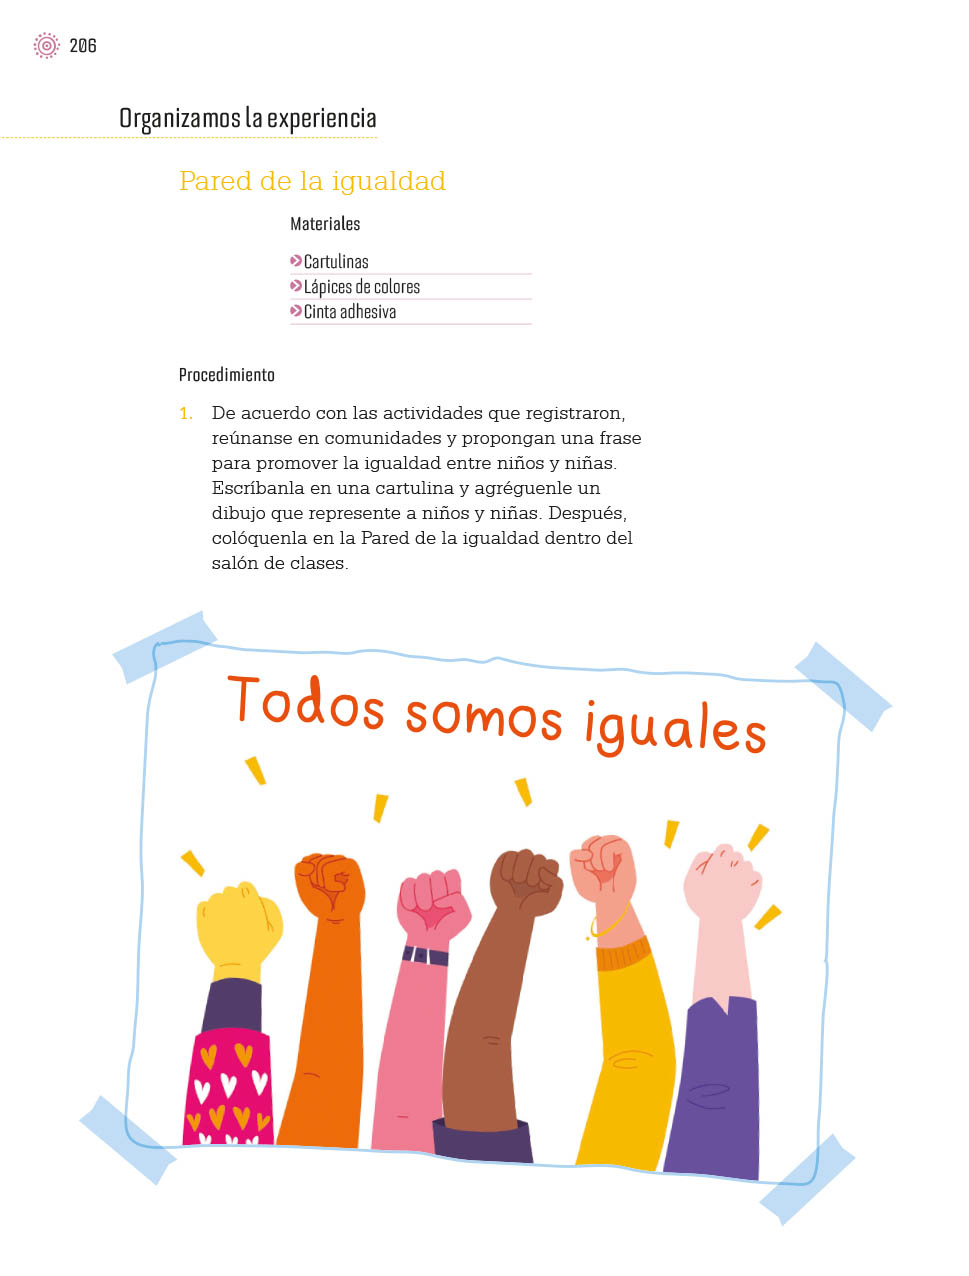 206
Organizamos la experiencia
Pared de la igualdad
Materiales
Cartulinas
Lápices de colores
Cinta adhesiva
Procedimiento
1. De acuerdo con las actividades que registraron,
reúnanse en comunidades y propongan una frase
para promover la igualdad entre niños y niñas.
Escríbanla en una cartulina y agréguenle un
dibujo que represente a niños y niñas. Después,
colóquenla en la Pared de la igualdad dentro del
salón de clases.
Todos somos iguales